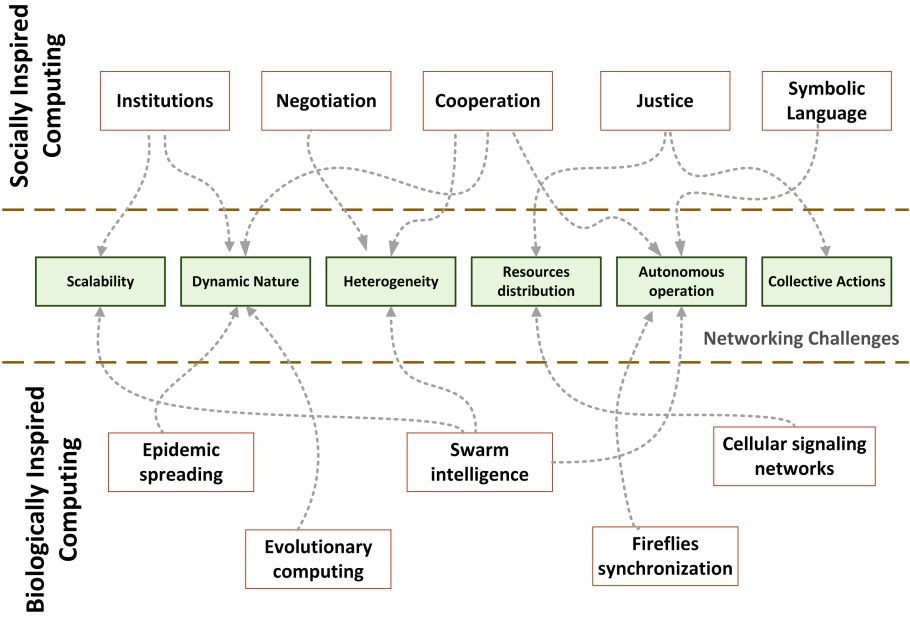 Socially Inspired
Computing
Institutions
Negotiation
Cooperation
Justice
Symbolic
Language
Scalability
Dynamic Nature
Heterogeneity
Resources
distribution
Autonomous
operation
Collective Actions
Networking Challenges
Biologically Inspired
Computing
Epidemic
spreading
Swarm
intelligence
Cellular signaling
networks
Evolutionary
computing
Fireflies
synchronization